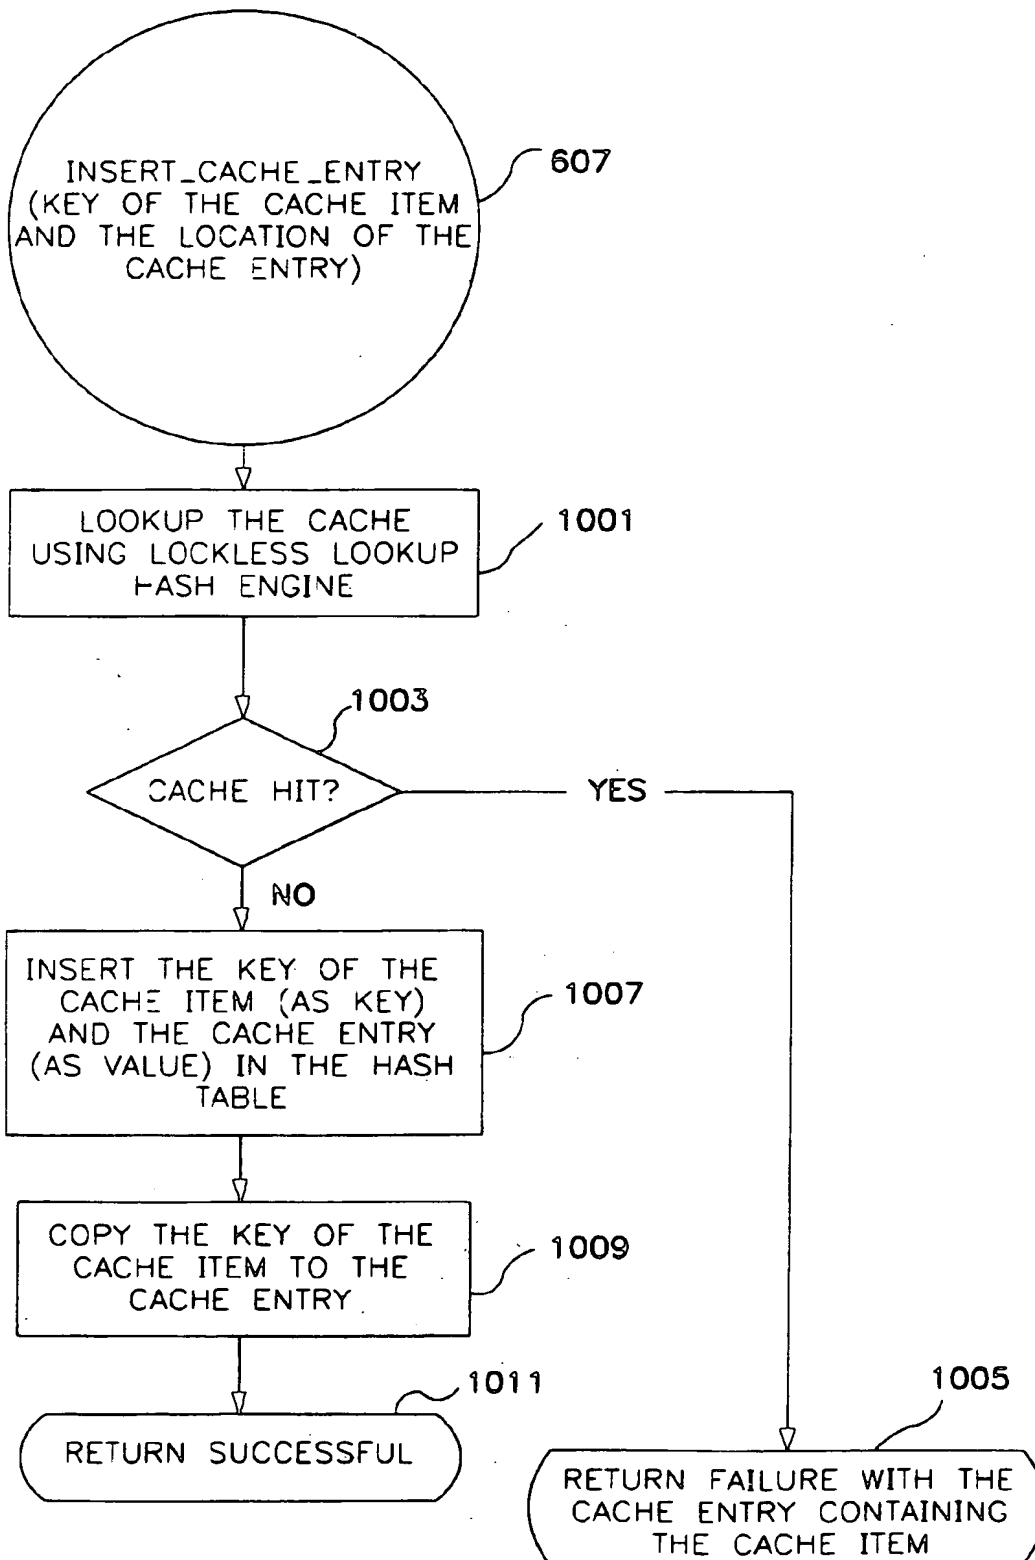 INSERT_CACHE_ENTRY
(KEY OF THE CACHE ITEM
AND THE LOCATION OF THE
CACHE ENTRY)
607
LOOKUP THE CACHE
USING LOCKLESS LOOKUP
HASH ENGINE
1001
1003
CACHE HIT?
YES
NO
INSERT THE KEY OF THE
CACHE ITEM (AS KEY)
AND THE CACHE ENTRY
(AS VALUE) IN THE HASH
TABLE
1007
COPY THE KEY OF THE
CACHE ITEM TO THE
CACHE ENTRY
1009
1011
RETURN SUCCESSFUL
1005
RETURN FAILURE WITH THE
CACHE ENTRY CONTAINING
THE CACHE ITEM